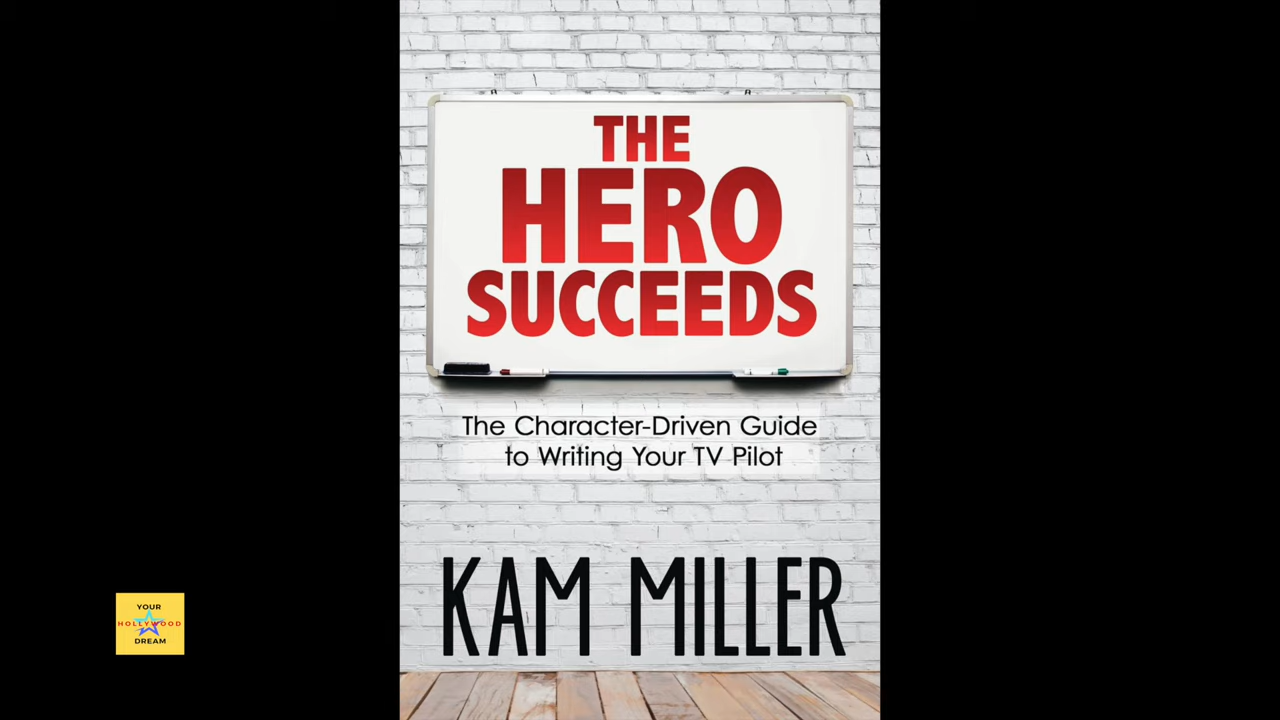 THE
HERO
SUCCEEDS
The Character-Driven Guide
to Writing Your TV Pilot
KAM MILLER
YOUR
HOLLYWOOD
DREAM